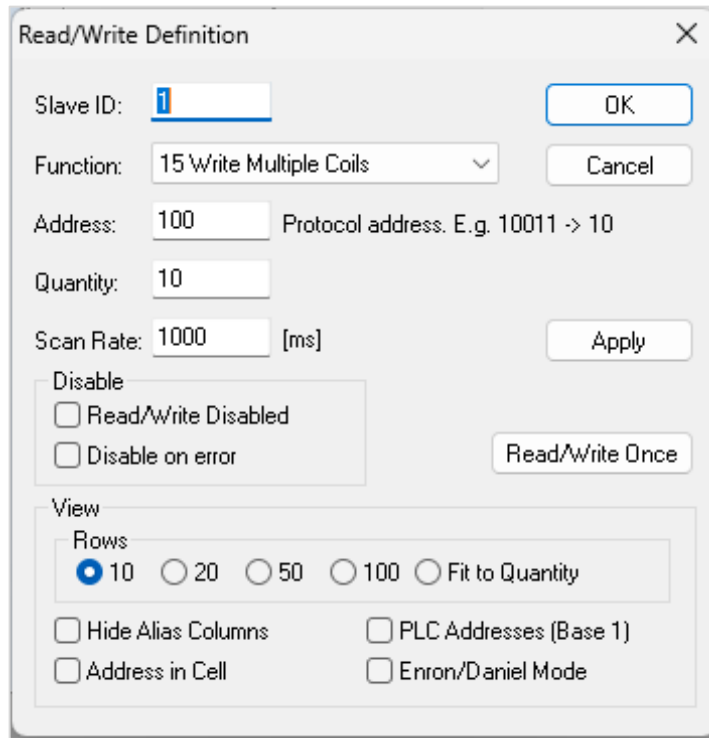 Read/Write Definition
Slave ID: 1 OK
Function: 15 Write Multiple Coils Cancel
Address: 100 Protocol address. E.g. 10011 -> 10
Quantity: 10
Scan Rate: 1000 [ms] Apply
Disable
Read/Write Disabled
Disable on error
Read/Write Once
View
Rows
10 20 50 100 Fit to Quantity
Hide Alias Columns PLC Addresses (Base 1)
Address in Cell Enron/Daniel Mode